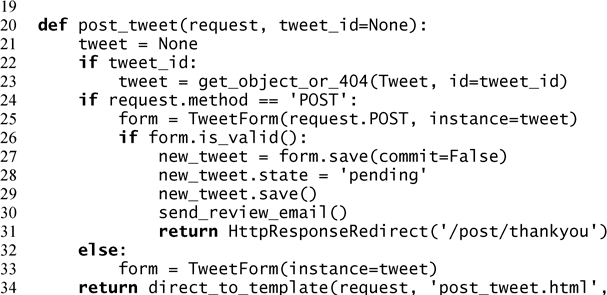 19
20 def post_tweet(request, tweet_id=None):
21     tweet = None
22     if tweet_id:
23         tweet = get_object_or_404(Tweet, id=tweet_id)
24     if request.method == 'POST':
25         form = TweetForm(request.POST, instance=tweet)
26         if form.is_valid():
27             new_tweet = form.save(commit=False)
28             new_tweet.state = 'pending'
29             new_tweet.save()
30             send_review_email()
31             return HttpResponseRedirect('/post/thankyou')
32     else:
33         form = TweetForm(instance=tweet)
34     return direct_to_template(request, 'post_tweet.html',